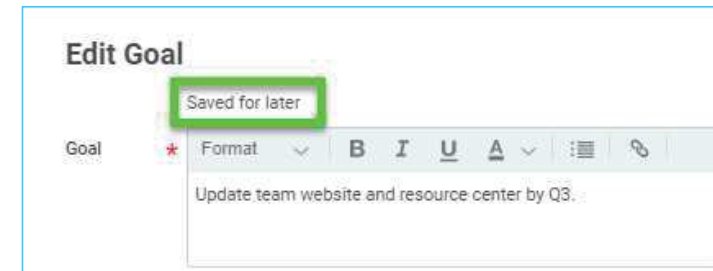 Edit Goal
Saved for later
Goal * Format B I U A
Update team website and resource center by Q3.